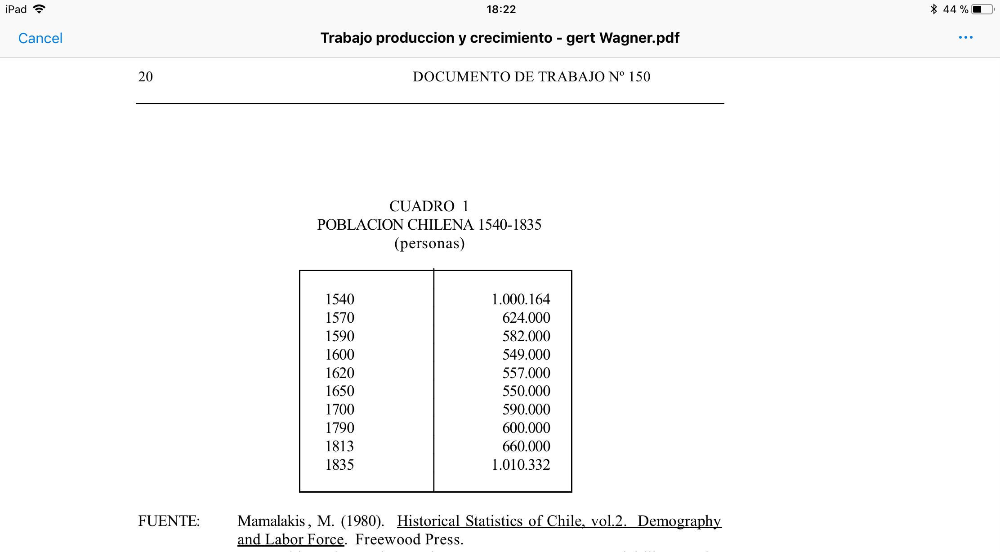 iPad 18:22 44 %
Cancel Trabajo produccion y crecimiento - gert Wagner.pdf ...
20 DOCUMENTO DE TRABAJO Nº 150
CUADRO 1
POBLACION CHILENA 1540-1835
(personas)
1540 1.000.164
1570 624.000
1590 582.000
1600 549.000
1620 557.000
1650 550.000
1700 590.000
1790 600.000
1813 660.000
1835 1.010.332
FUENTE: Mamalakis, M. (1980). Historical Statistics of Chile, vol.2. Demography
and Labor Force. Freewood Press.